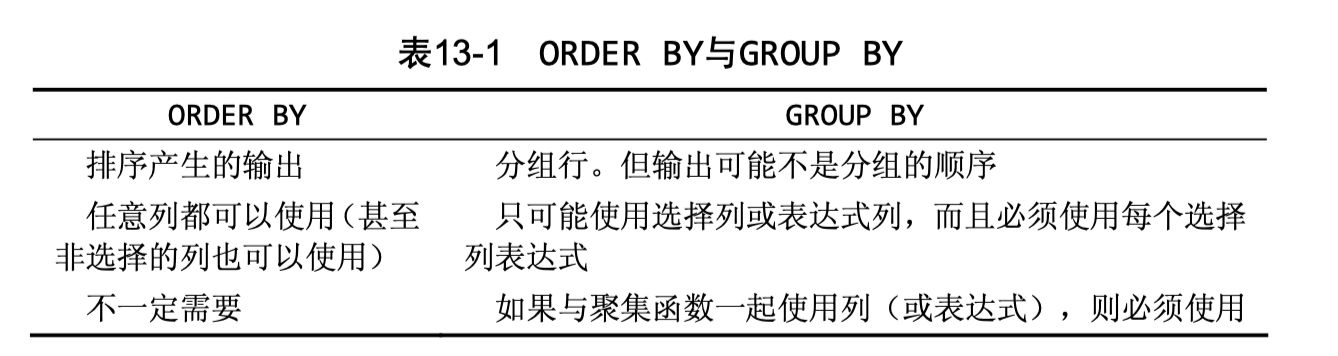 表13-1 ORDER BY与GROUP BY
ORDER BY GROUP BY
排序产生的输出 分组行。但输出可能不是分组的顺序
任意列都可以使用（甚至
非选择的列也可以使用）
只可能使用选择列或表达式列，而且必须使用每个选择
列表达式
不一定需要 如果与聚集函数一起使用列（或表达式），则必须使用